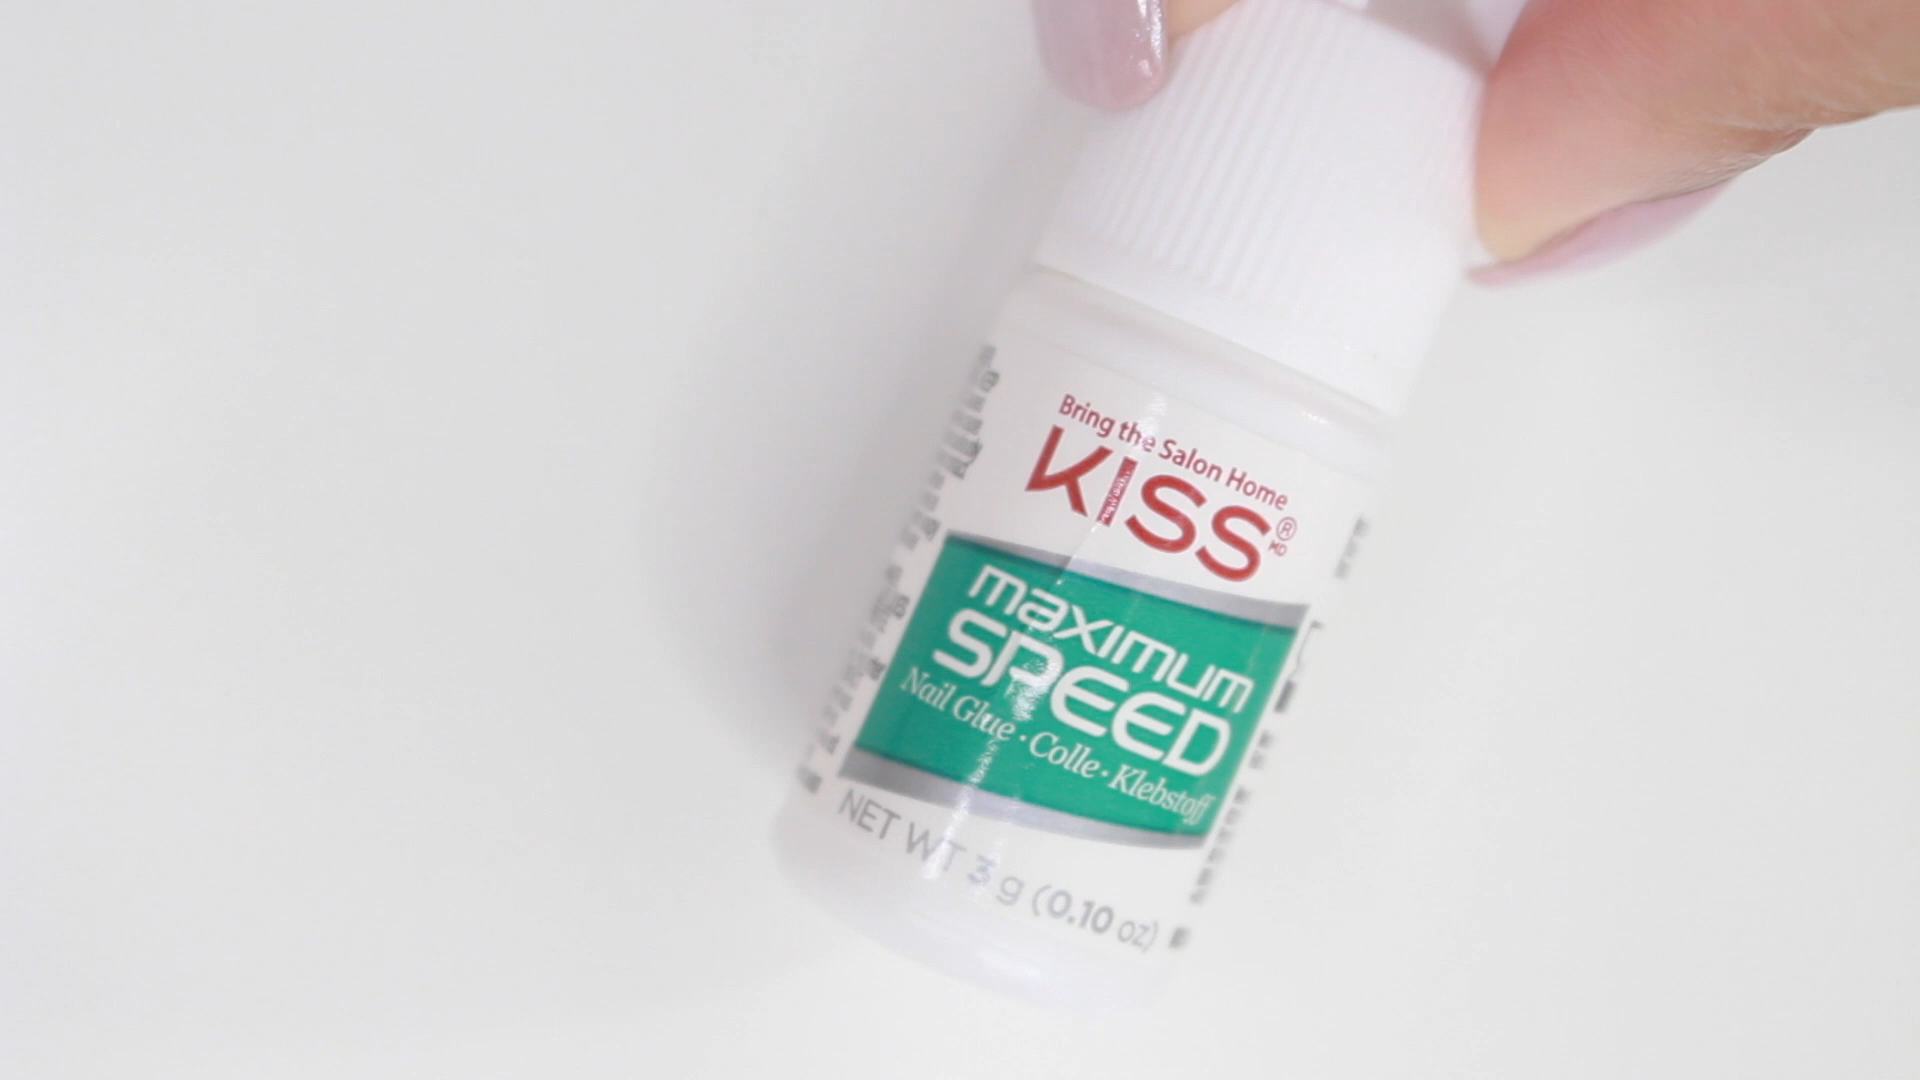 Bring the Salon Home
KISS®
MD
maximum
SPEED
Nail Glue • Colle • Klebstoff
NET WT 3 g (0.10 oz)